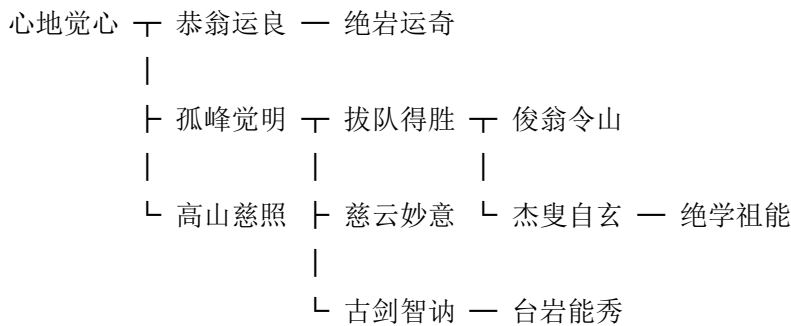 心地觉心 ┬ 恭翁运良 ─ 绝岩运奇
│
├ 孤峰觉明 ┬ 拔队得胜 ┬ 俊翁令山
│ │ │
└ 高山慈照 ├ 慈云妙意 └ 杰叟自玄 ─ 绝学祖能
│
└ 古剑智讷 ─ 台岩能秀